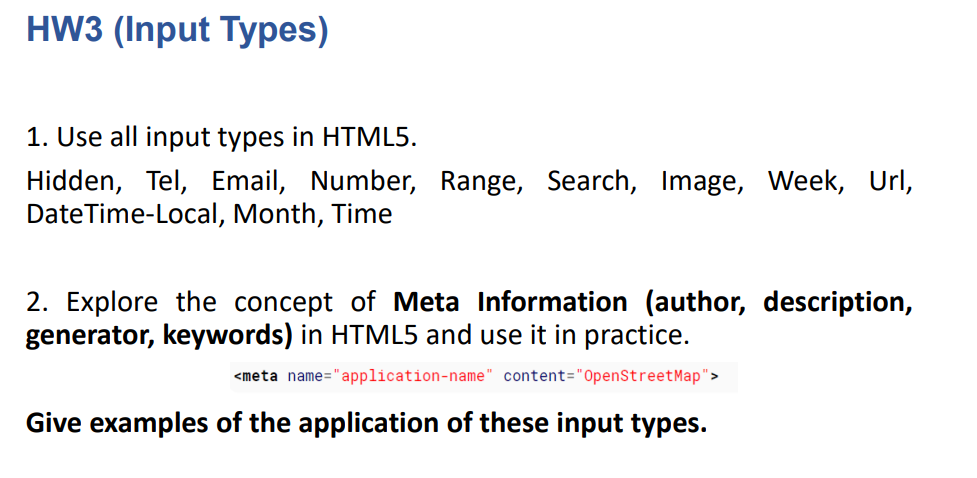 HW3 (Input Types)
1. Use all input types in HTML5.
Hidden, Tel, Email, Number, Range, Search, Image, Week, Url,
DateTime-Local, Month, Time
2. Explore the concept of Meta Information (author, description,
generator, keywords) in HTML5 and use it in practice.
<meta name="application-name" content="OpenStreetMap">
Give examples of the application of these input types.